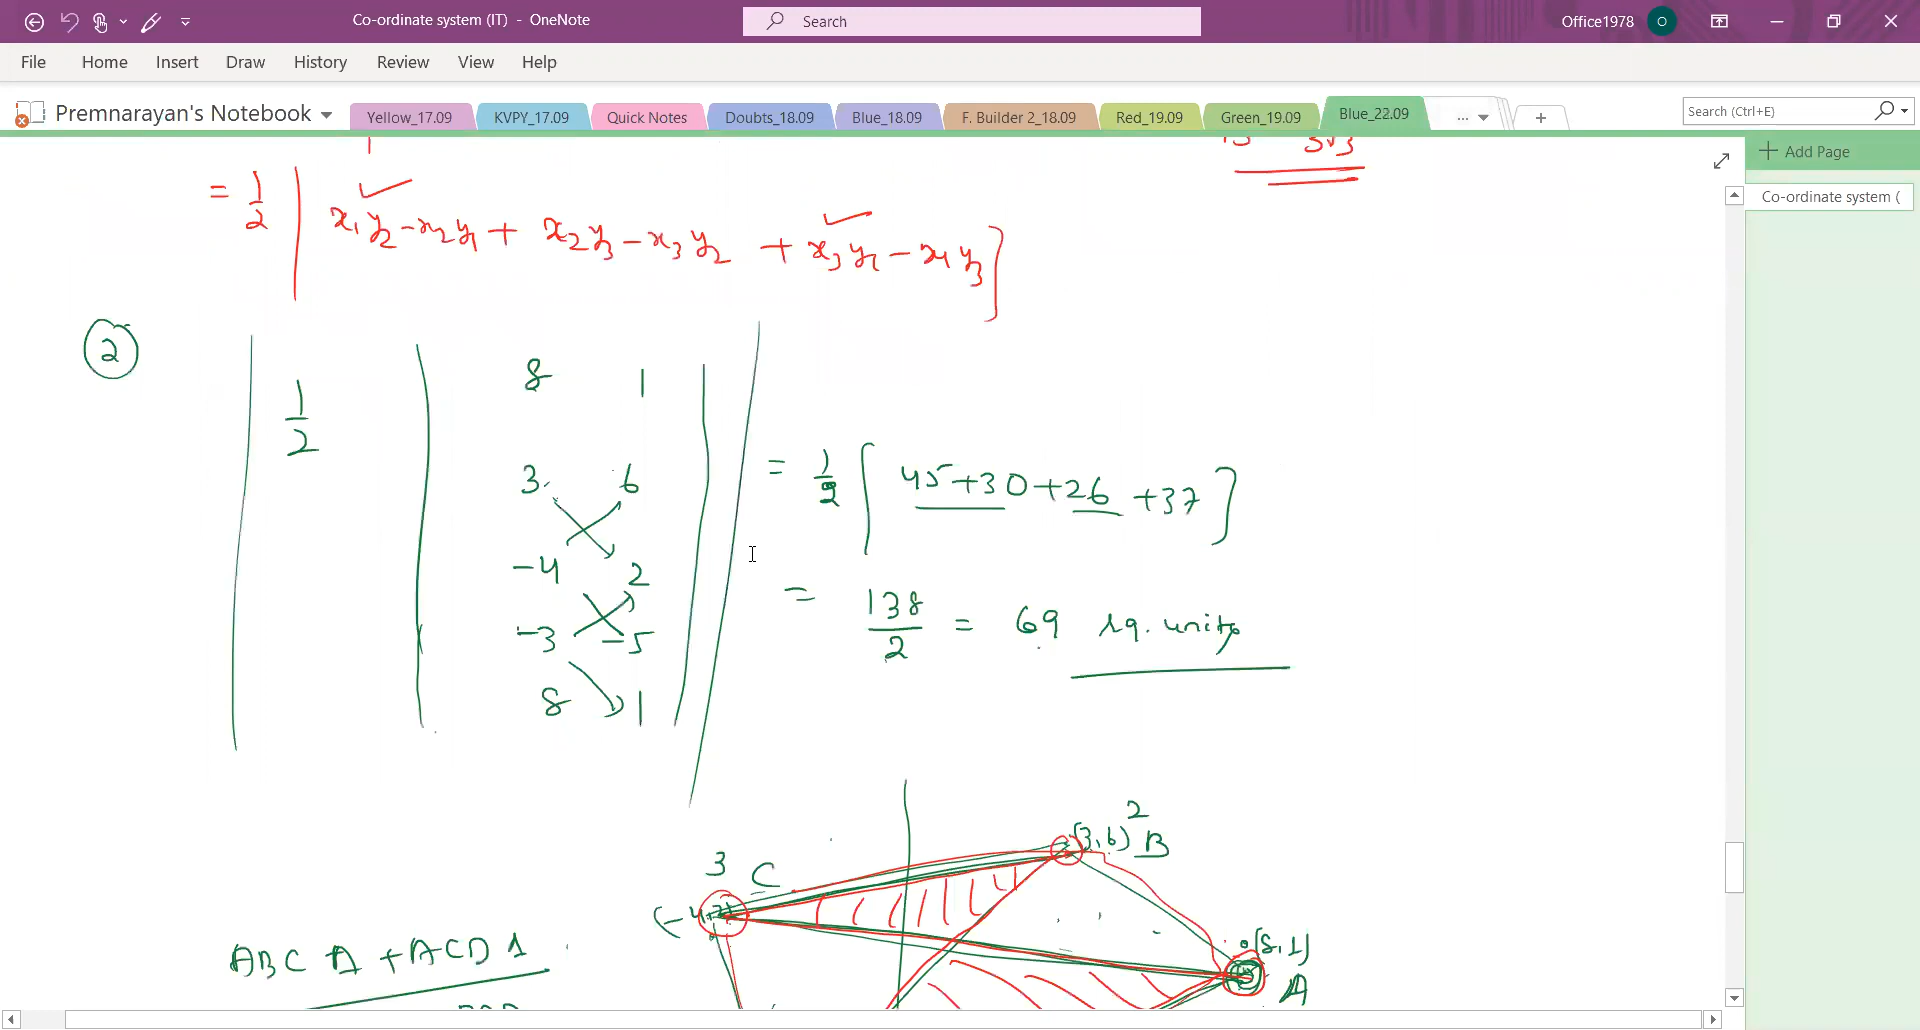 Co-ordinate system (IT) - OneNote
Search
Office1978 O
File Home Insert Draw History Review View Help
Premnarayan's Notebook
Yellow_17.09 KVPY_17.09 Quick Notes Doubts_18.09 Blue_18.09 F. Builder 2_18.09 Red_19.09 Green_19.09 Blue_22.09 ... +
Search (Ctrl+E)
+ Add Page
Co-ordinate system (
= 1/2 | x₁y₂ - x₂y₁ + x₂y₃ - x₃y₂ + x₃y₁ - x₁y₃ ]
2
1/2
8 1
3 6
-4 2
-3 -5
8 1
= 1/2 [ 45 + 30 + 26 + 37 ]
= 138/2 = 69 sq. units
2
(3,6) B
3 C
(8,1)
A